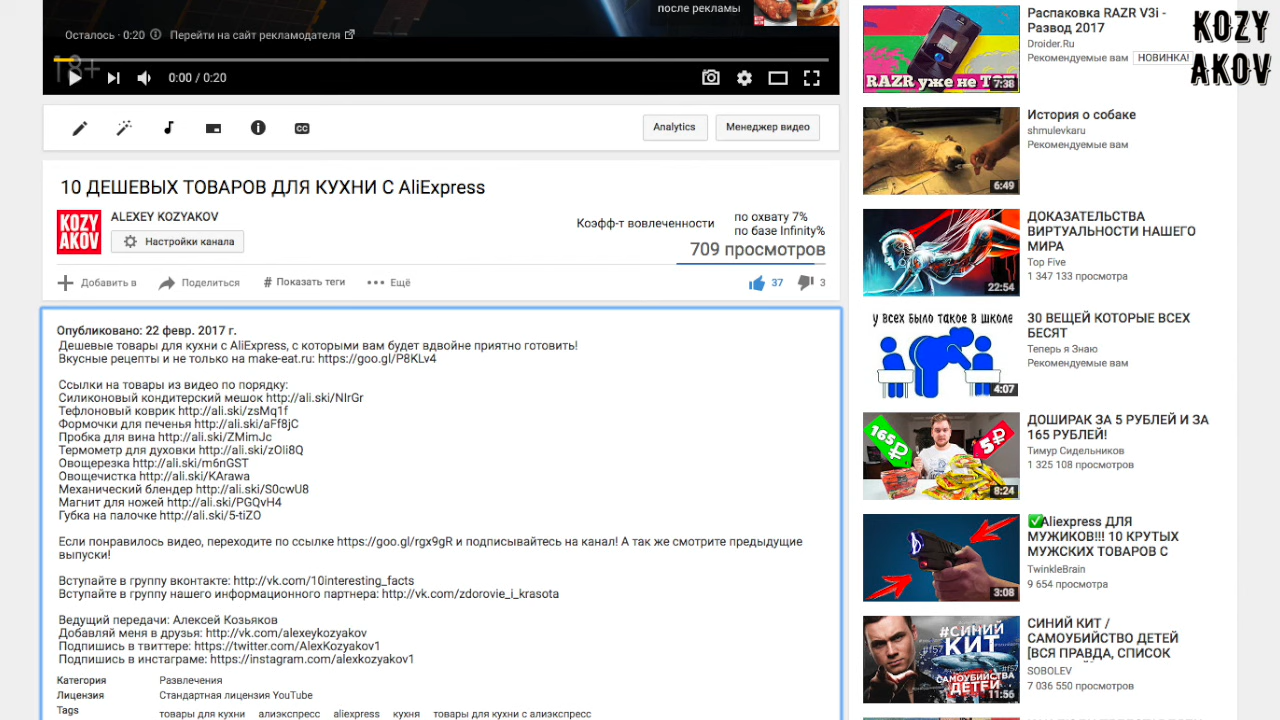 после рекламы
Осталось · 0:20 Перейти на сайт рекламодателя
18+
0:00 / 0:20
CC
Analytics
Менеджер видео
10 ДЕШЕВЫХ ТОВАРОВ ДЛЯ КУХНИ С AliExpress
KOZY
AKOV
ALEXEY KOZYAKOV
Настройки канала
Коэфф-т вовлеченности
по охвату 7%
по базе Infinity%
709 просмотров
Добавить в
Поделиться
# Показать теги
Ещё
37
3
Опубликовано: 22 февр. 2017 г.
Дешевые товары для кухни с AliExpress, с которыми вам будет вдвойне приятно готовить!
Вкусные рецепты и не только на make-eat.ru: https://goo.gl/P8KLv4
Ссылки на товары из видео по порядку:
Силиконовый кондитерский мешок http://ali.ski/NIrGr
Тефлоновый коврик http://ali.ski/zsMq1f
Формочки для печенья http://ali.ski/aFf8jC
Пробка для вина http://ali.ski/ZMimJc
Термометр для духовки http://ali.ski/zOIi8Q
Овощерезка http://ali.ski/m6nGST
Овощечистка http://ali.ski/KArawa
Механический блендер http://ali.ski/S0cwU8
Магнит для ножей http://ali.ski/PGQvH4
Губка на палочке http://ali.ski/5-tiZO
Если понравилось видео, переходите по ссылке https://goo.gl/rgx9gR и подписывайтесь на канал! А так же смотрите предыдущие
выпуски!
Вступайте в группу вконтакте: http://vk.com/10interesting_facts
Вступайте в группу нашего информационного партнера: http://vk.com/zdorovie_i_krasota
Ведущий передачи: Алексей Козьяков
Добавляй меня в друзья: http://vk.com/alexeykozyakov
Подпишись в твиттере: https://twitter.com/AlexKozyakov1
Подпишись в инстаграме: https://instagram.com/alexkozyakov1
Категория Развлечения
Лицензия Стандартная лицензия YouTube
Tags товары для кухни алиэкспресс aliexpress кухня товары для кухни с алиэкспресс
RAZR уже не ТОТ
7:38
Распаковка RAZR V3i -
Развод 2017
Droider.Ru
Рекомендуемые вам НОВИНКА!
KOZY
AKOV
6:49
История о собаке
shmulevkaru
Рекомендуемые вам
22:54
ДОКАЗАТЕЛЬСТВА
ВИРТУАЛЬНОСТИ НАШЕГО
МИРА
Top Five
1 347 133 просмотра
у всех было такое в школе
4:07
30 ВЕЩЕЙ КОТОРЫЕ ВСЕХ
БЕСЯТ
Теперь я Знаю
Рекомендуемые вам
165₽
5₽
8:24
ДОШИРАК ЗА 5 РУБЛЕЙ И ЗА
165 РУБЛЕЙ!
Тимур Сидельников
1 325 108 просмотров
3:08
Aliexpress ДЛЯ
МУЖИКОВ!!! 10 КРУТЫХ
МУЖСКИХ ТОВАРОВ С
TwinkleBrain
9 654 просмотра
#СИНИЙ
КИТ
#f57
САМОУБИЙСТВА
ДЕТЕЙ
11:56
СИНИЙ КИТ /
САМОУБИЙСТВО ДЕТЕЙ
[ВСЯ ПРАВДА, СПИСОК
SOBOLEV
7 036 550 просмотров